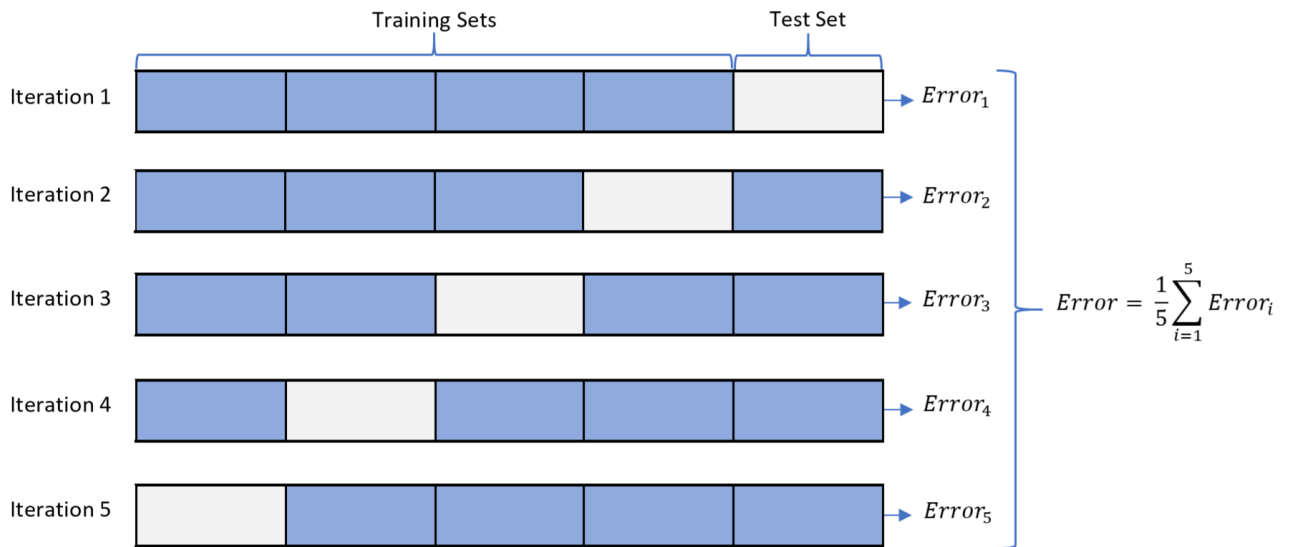 Training Sets
Test Set
Iteration 1
Error₁
Iteration 2
Error₂
Iteration 3
Error₃
Error = 1/5 ∑_{i=1}^{5} Errorᵢ
Iteration 4
Error₄
Iteration 5
Error₅